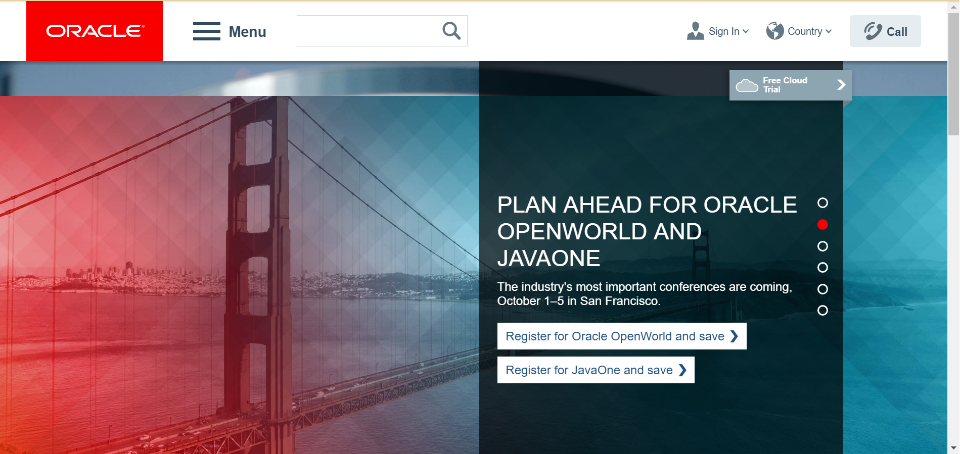 ORACLE
Menu
Sign In
Country
Call
Free Cloud
Trial
PLAN AHEAD FOR ORACLE
OPENWORLD AND
JAVAONE
The industry's most important conferences are coming,
October 1–5 in San Francisco.
Register for Oracle OpenWorld and save
Register for JavaOne and save